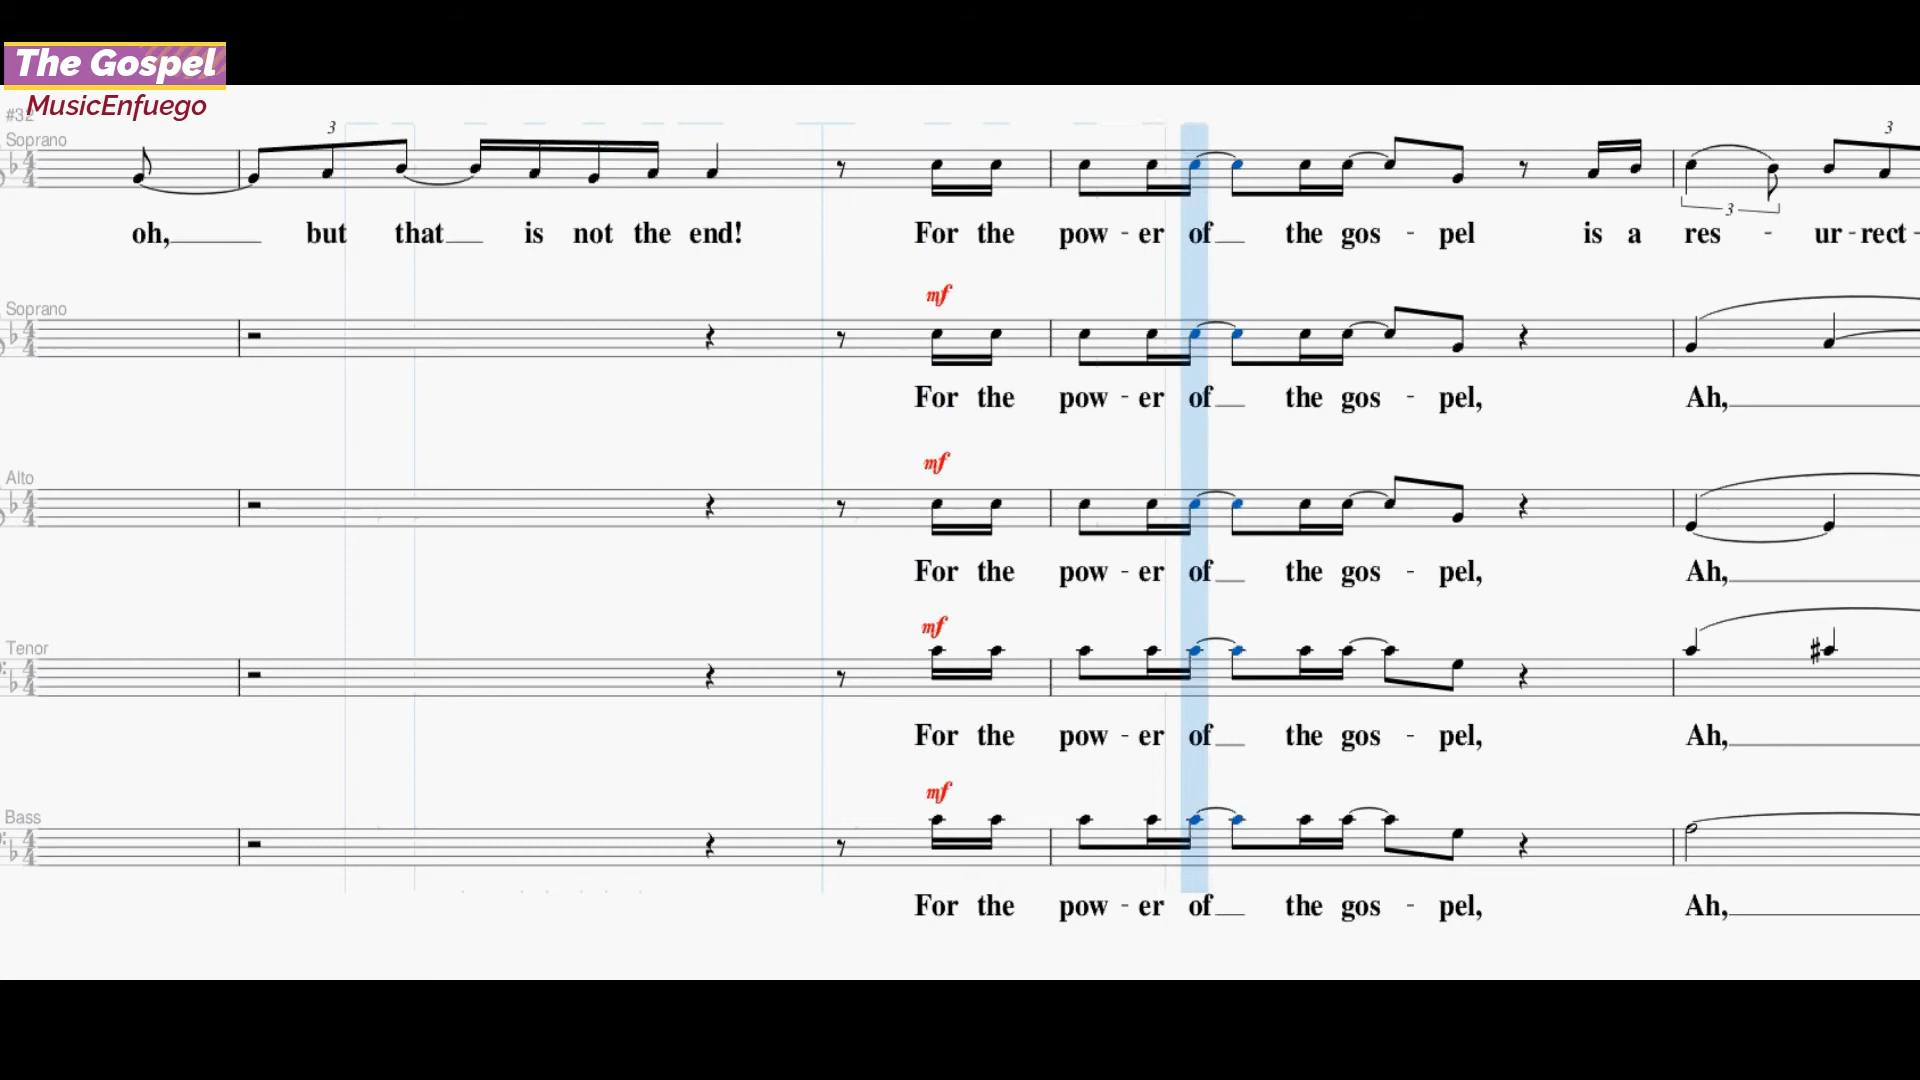 The Gospel
MusicEnfuego
#32
Soprano
3
3
oh, but that is not the end! For the pow - er of the gos - pel is a res - ur - rect -
3
Soprano
mf
For the pow - er of the gos - pel, Ah,
Alto
mf
For the pow - er of the gos - pel, Ah,
Tenor
mf
For the pow - er of the gos - pel, Ah,
Bass
mf
For the pow - er of the gos - pel, Ah,